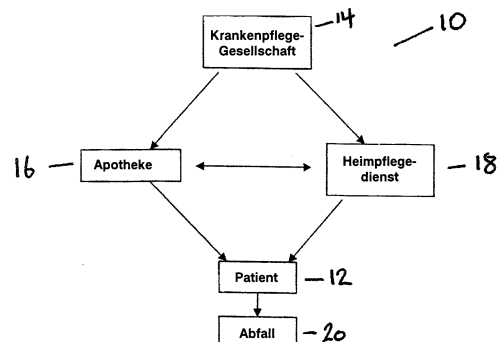 Krankenpflege-
Gesellschaft
14
10
16
Apotheke
Heimpflege-
dienst
18
Patient
12
Abfall
20